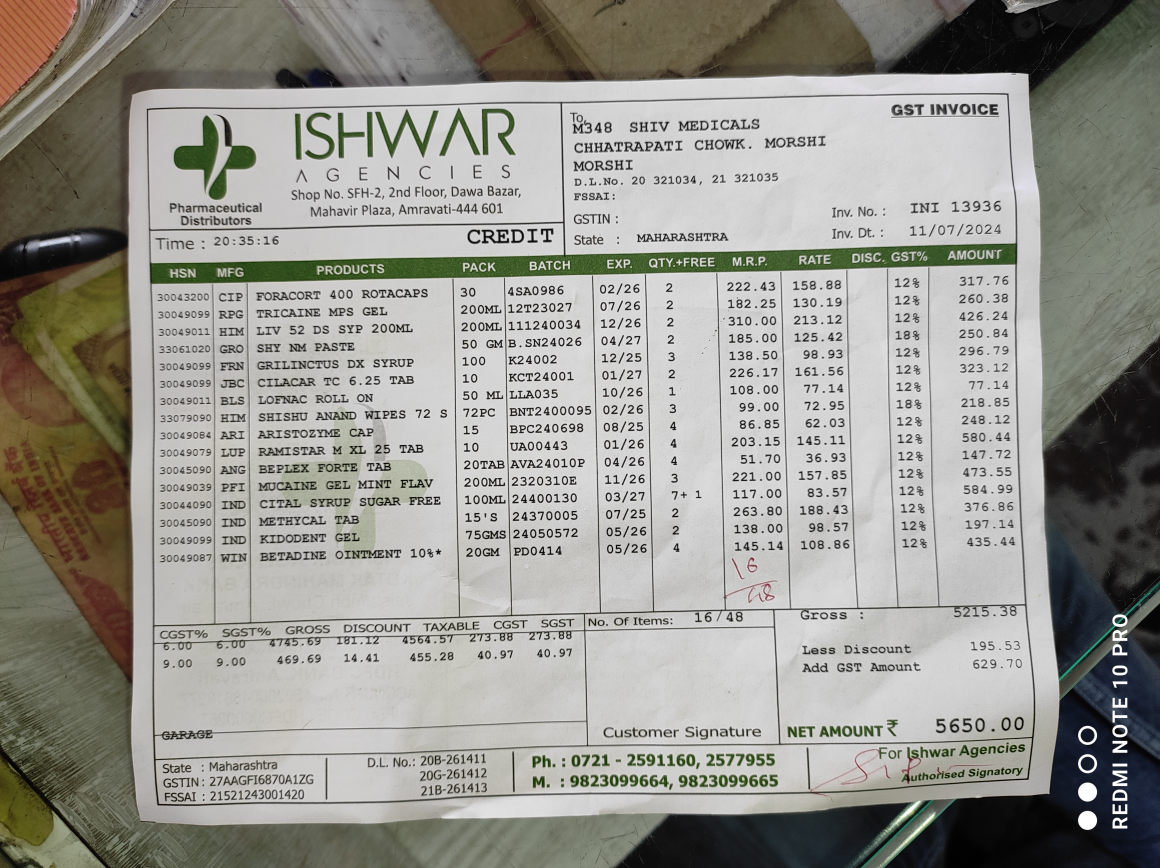 ISHWAR
AGENCIES
Pharmaceutical
Distributors
Shop No. SFH-2, 2nd Floor, Dawa Bazar,
Mahavir Plaza, Amravati-444 601
Time : 20:35:16 CREDIT
GST INVOICE
To,
M348 SHIV MEDICALS
CHHATRAPATI CHOWK. MORSHI
MORSHI
D.L.No. 20 321034, 21 321035
FSSAI:
GSTIN :
State : MAHARASHTRA
Inv. No.: INI 13936
Inv. Dt. : 11/07/2024
HSN MFG PRODUCTS PACK BATCH EXP. QTY.+FREE M.R.P. RATE DISC. GST% AMOUNT
30043200 CIP FORACORT 400 ROTACAPS 30 4SA0986 02/26 2 222.43 158.88 12% 317.76
30049099 RPG TRICAINE MPS GEL 200ML 12T23027 07/26 2 182.25 130.19 12% 260.38
30049011 HIM LIV 52 DS SYP 200ML 200ML 111240034 12/26 2 310.00 213.12 12% 426.24
33061020 GRO SHY NM PASTE 50 GM B.SN24026 04/27 2 185.00 125.42 18% 250.84
30049099 FRN GRILINCTUS DX SYRUP 100 K24002 12/25 3 138.50 98.93 12% 296.79
30049099 JBC CILACAR TC 6.25 TAB 10 KCT24001 01/27 2 226.17 161.56 12% 323.12
30049011 BLS LOFNAC ROLL ON 50 ML LLA035 10/26 1 108.00 77.14 12% 77.14
33079090 HIM SHISHU ANAND WIPES 72 S 72PC BNT2400095 02/26 3 99.00 72.95 18% 218.85
30049084 ARI ARISTOZYME CAP 15 BPC240698 08/25 4 86.85 62.03 12% 248.12
30049079 LUP RAMISTAR M XL 25 TAB 10 UA00443 01/26 4 203.15 145.11 12% 580.44
30045090 ANG BEPLEX FORTE TAB 20TAB AVA24010P 04/26 4 51.70 36.93 12% 147.72
30049039 PFI MUCAINE GEL MINT FLAV 200ML 2320310E 11/26 3 221.00 157.85 12% 473.55
30044090 IND CITAL SYRUP SUGAR FREE 100ML 24400130 03/27 7+ 1 117.00 83.57 12% 584.99
30045090 IND METHYCAL TAB 15'S 24370005 07/25 2 263.80 188.43 12% 376.86
30049099 IND KIDODENT GEL 75GMS 24050572 05/26 2 138.00 98.57 12% 197.14
30049087 WIN BETADINE OINTMENT 10%* 20GM PD0414 05/26 4 145.14 108.86 12% 435.44
16
48
CGST% SGST% GROSS DISCOUNT TAXABLE CGST SGST
6.00 6.00 4745.69 181.12 4564.57 273.88 273.88
9.00 9.00 469.69 14.41 455.28 40.97 40.97
GARAGE
No. Of Items: 16/48
Customer Signature
Gross : 5215.38
Less Discount 195.53
Add GST Amount 629.70
NET AMOUNT ₹ 5650.00
State : Maharashtra
GSTIN : 27AAGFI6870A1ZG
FSSAI : 21521243001420
D.L. No.: 20B-261411
20G-261412
21B-261413
Ph. : 0721 - 2591160, 2577955
M. : 9823099664, 9823099665
For Ishwar Agencies
Authorised Signatory
REDMI NOTE 10 PRO